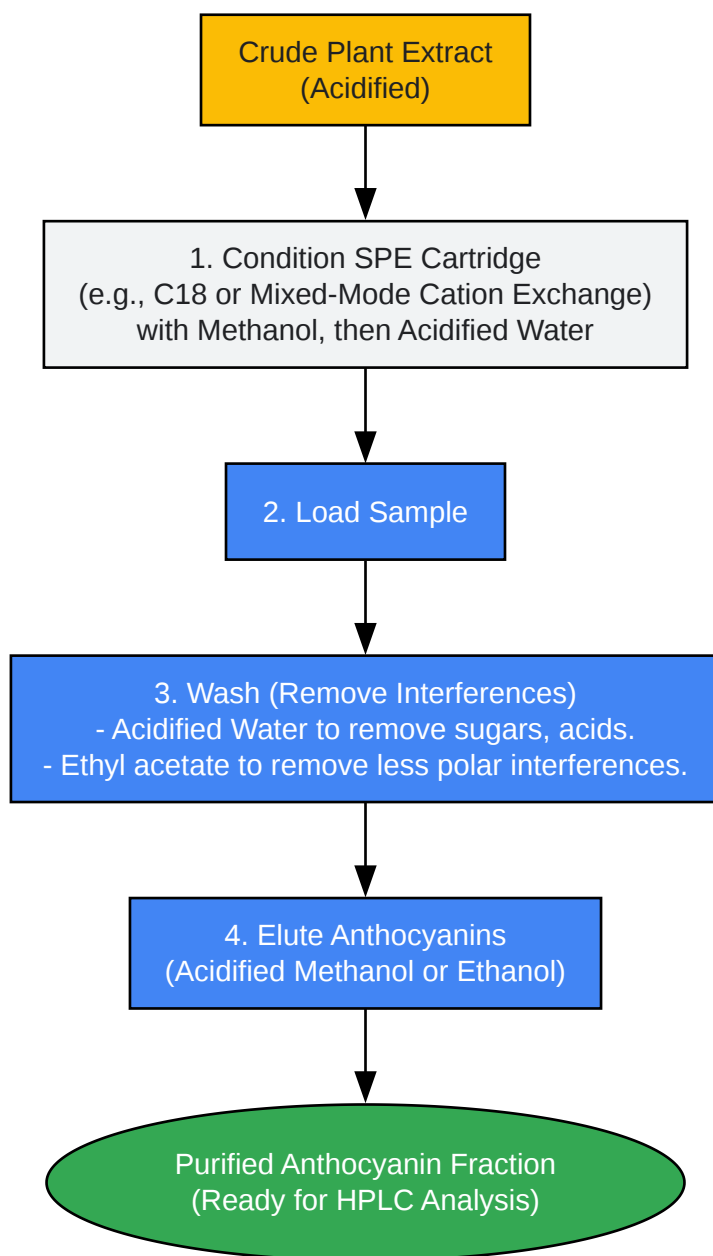 Crude Plant Extract
(Acidified)
1. Condition SPE Cartridge
(e.g., C18 or Mixed-Mode Cation Exchange)
with Methanol, then Acidified Water
2. Load Sample
3. Wash (Remove Interferences)
- Acidified Water to remove sugars, acids.
- Ethyl acetate to remove less polar interferences.
4. Elute Anthocyanins
(Acidified Methanol or Ethanol)
Purified Anthocyanin Fraction
(Ready for HPLC Analysis)